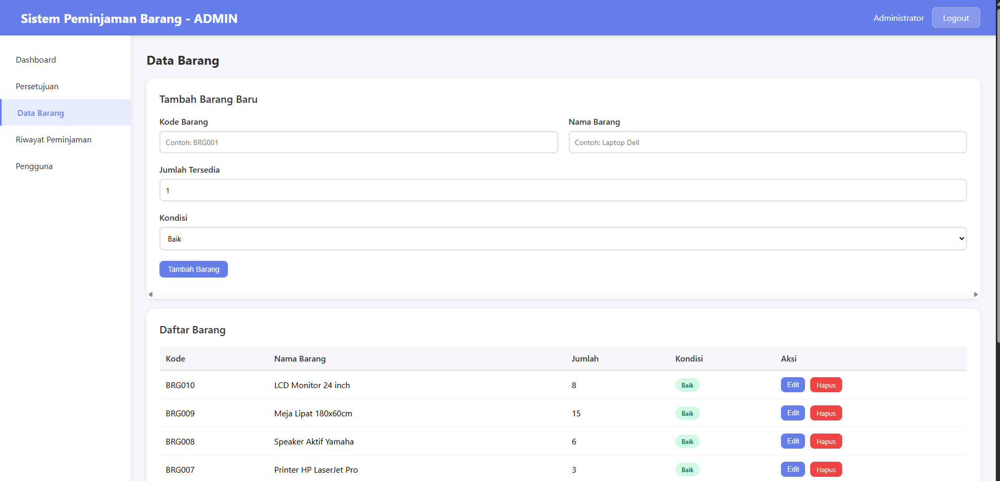 Sistem Peminjaman Barang - ADMIN
Administrator
Logout
Dashboard
Persetujuan
Data Barang
Riwayat Peminjaman
Pengguna
Data Barang
Tambah Barang Baru
Kode Barang
Nama Barang
Contoh: BRG001
Contoh: Laptop Dell
Jumlah Tersedia
1
Kondisi
Baik
Tambah Barang
Daftar Barang
Kode Nama Barang Jumlah Kondisi Aksi
BRG010 LCD Monitor 24 inch 8 Baik Edit Hapus
BRG009 Meja Lipat 180x60cm 15 Baik Edit Hapus
BRG008 Speaker Aktif Yamaha 6 Baik Edit Hapus
BRG007 Printer HP LaserJet Pro 3 Baik Edit Hapus